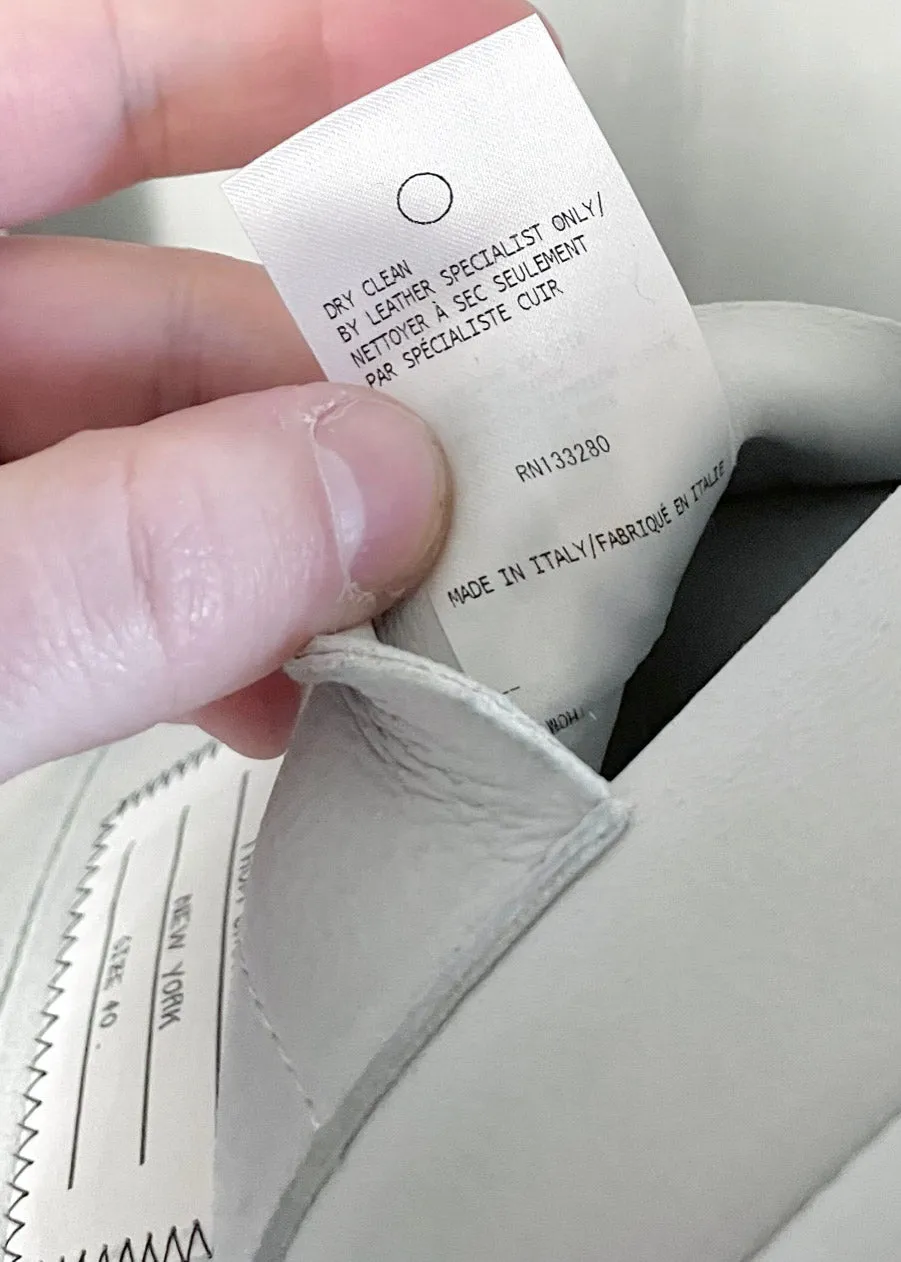 DRY CLEAN
BY LEATHER SPECIALIST ONLY/
NETTOYER À SEC SEULEMENT
PAR SPÉCIALISTE CUIR
RN133280
MADE IN ITALY/FABRIQUÉ EN ITALIE
NEW YORK
SIZE 40